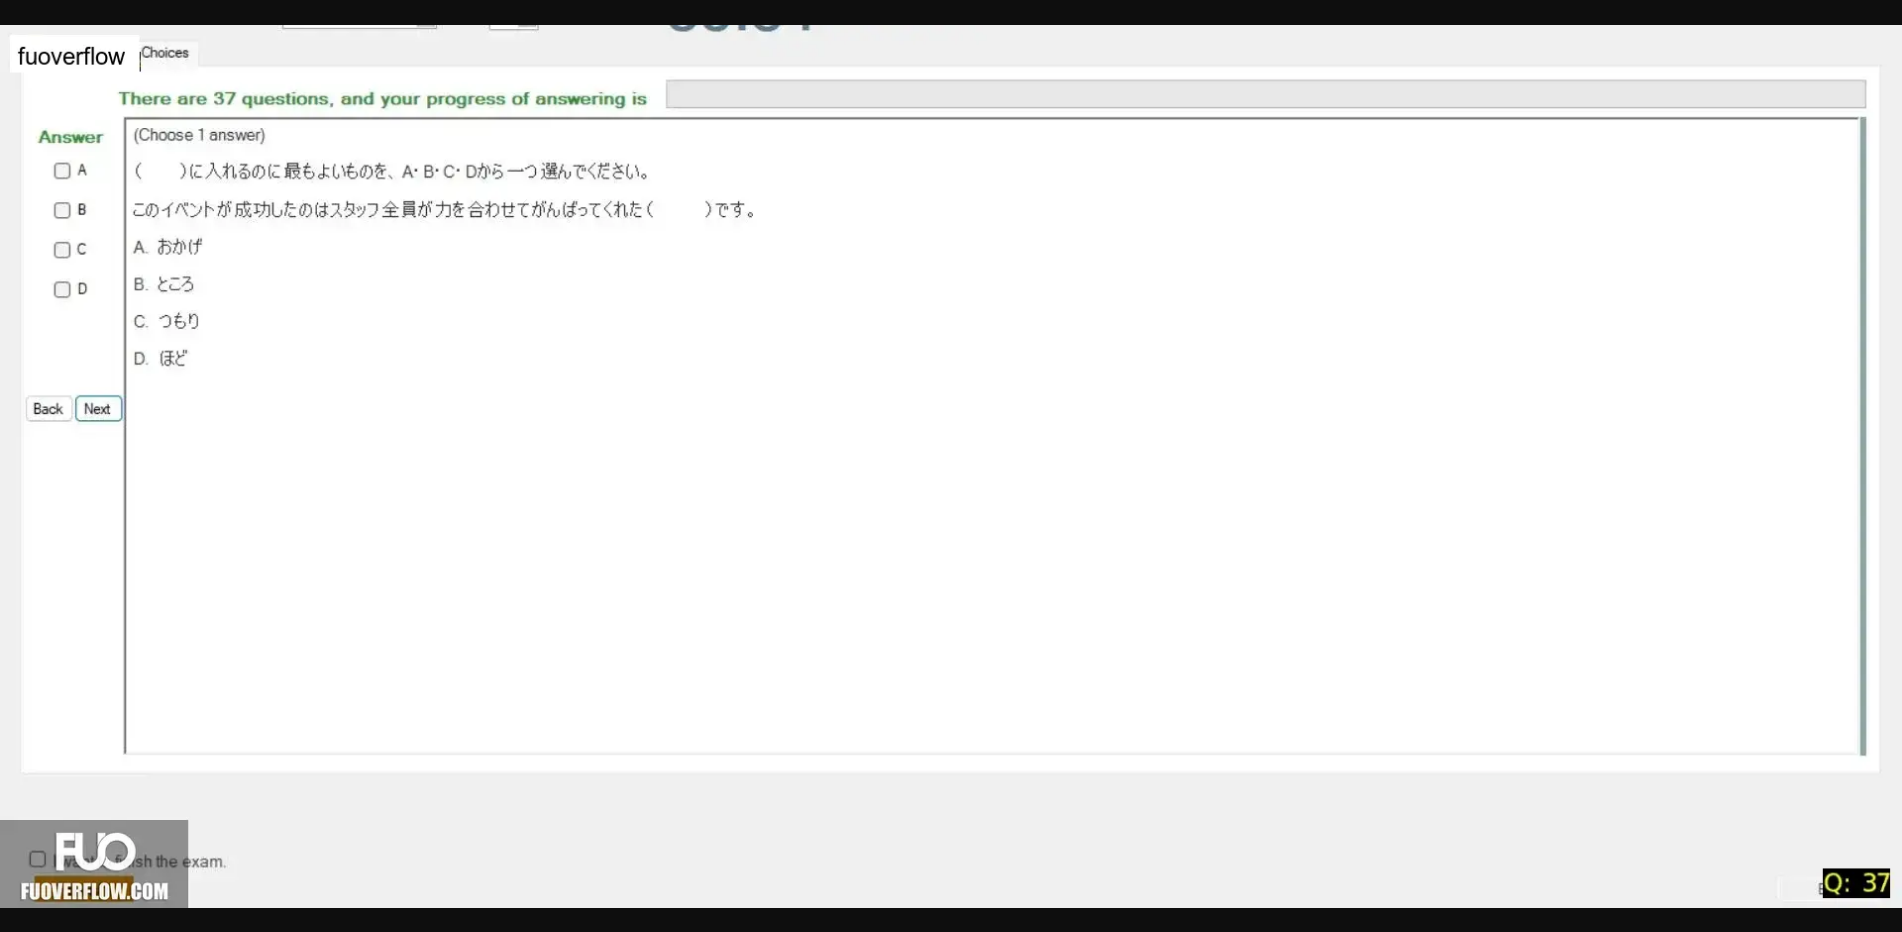 fuoverflow
Choices
There are 37 questions, and your progress of answering is
Answer
(Choose 1 answer)
A
( )に入れるのに最もよいものを、A・B・C・Dから一つ選んでください。
B
このイベントが成功したのはスタッフ全員が力を合わせてがんばってくれた( )です。
C
A. おかげ
B. ところ
D
C. つもり
D. ほど
Back Next
FUO
finish the exam.
FUOVERFLOW.COM
Q: 37